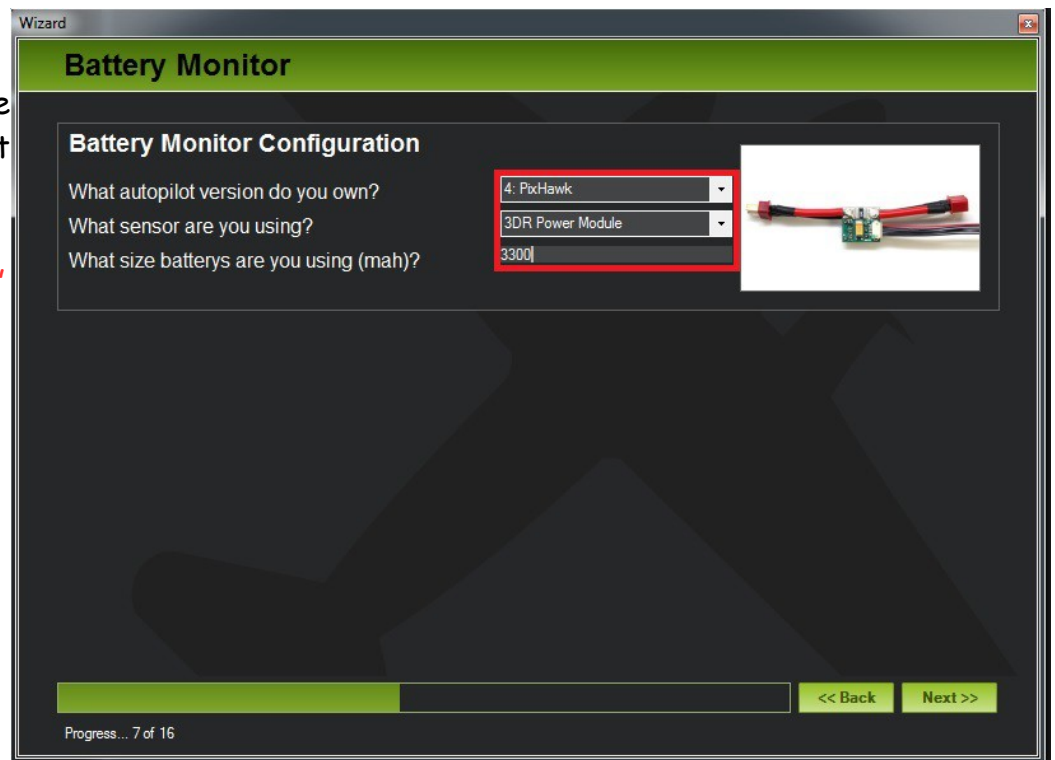 Wizard
Battery Monitor
e
t
Battery Monitor Configuration
What autopilot version do you own? 4: PixHawk
What sensor are you using? 3DR Power Module
What size batterys are you using (mah)? 3300
<< Back Next >>
Progress... 7 of 16